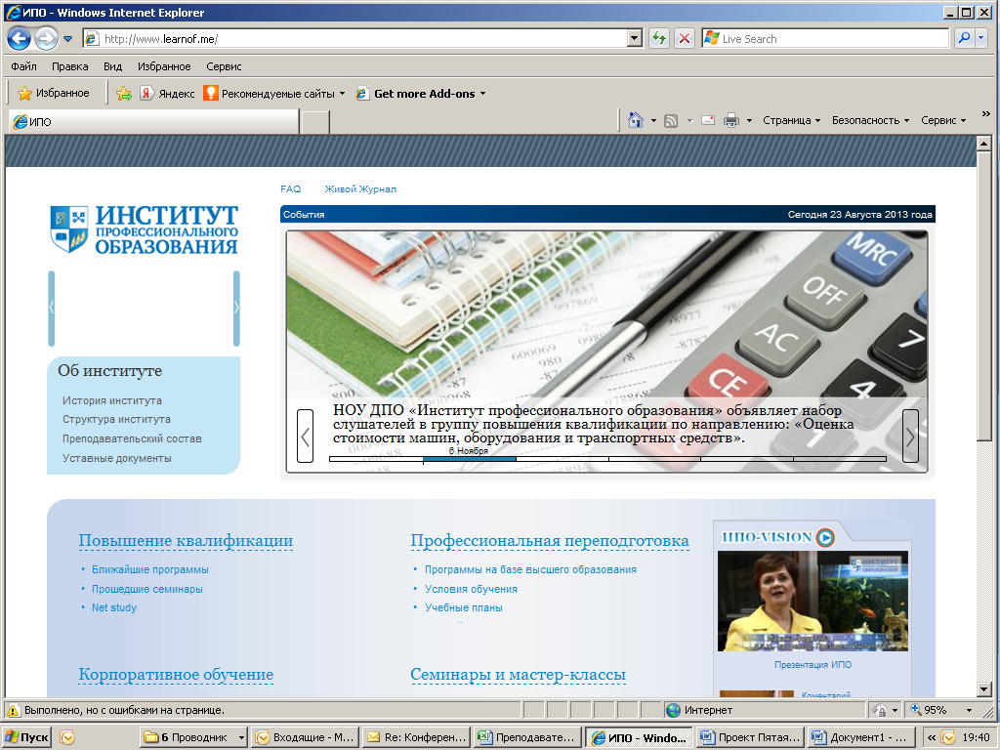 ИПО - Windows Internet Explorer
http://www.learnof.me/
Live Search
Файл Правка Вид Избранное Сервис
Избранное Яндекс Рекомендуемые сайты Get more Add-ons
ИПО
Страница Безопасность Сервис »
FAQ Живой Журнал
ИНСТИТУТ
ПРОФЕССИОНАЛЬНОГО
ОБРАЗОВАНИЯ
События Сегодня 23 Августа 2013 года
MRC
OFF
AC
7
CE
4
НОУ ДПО «Институт профессионального образования» объявляет набор
слушателей в группу повышения квалификации по направлению: «Оценка
стоимости машин, оборудования и транспортных средств».
6 Ноября
Об институте
История института
Структура института
Преподавательский состав
Уставные документы
Повышение квалификации
• Ближайшие программы
• Прошедшие семинары
• Net study
Профессиональная переподготовка
• Программы на базе высшего образования
• Условия обучения
• Учебные планы
Корпоративное обучение
Семинары и мастер-классы
ИПО-VISION
ИНСТИТУТ
Презентация ИПО
Комментарий
Выполнено, но с ошибками на странице.
Интернет
95%
Пуск
6 Проводник
Входящие - M...
Re: Конферен...
Преподавате...
ИПО - Windo...
Проект Пятая...
Документ1 - ...
«
19:40